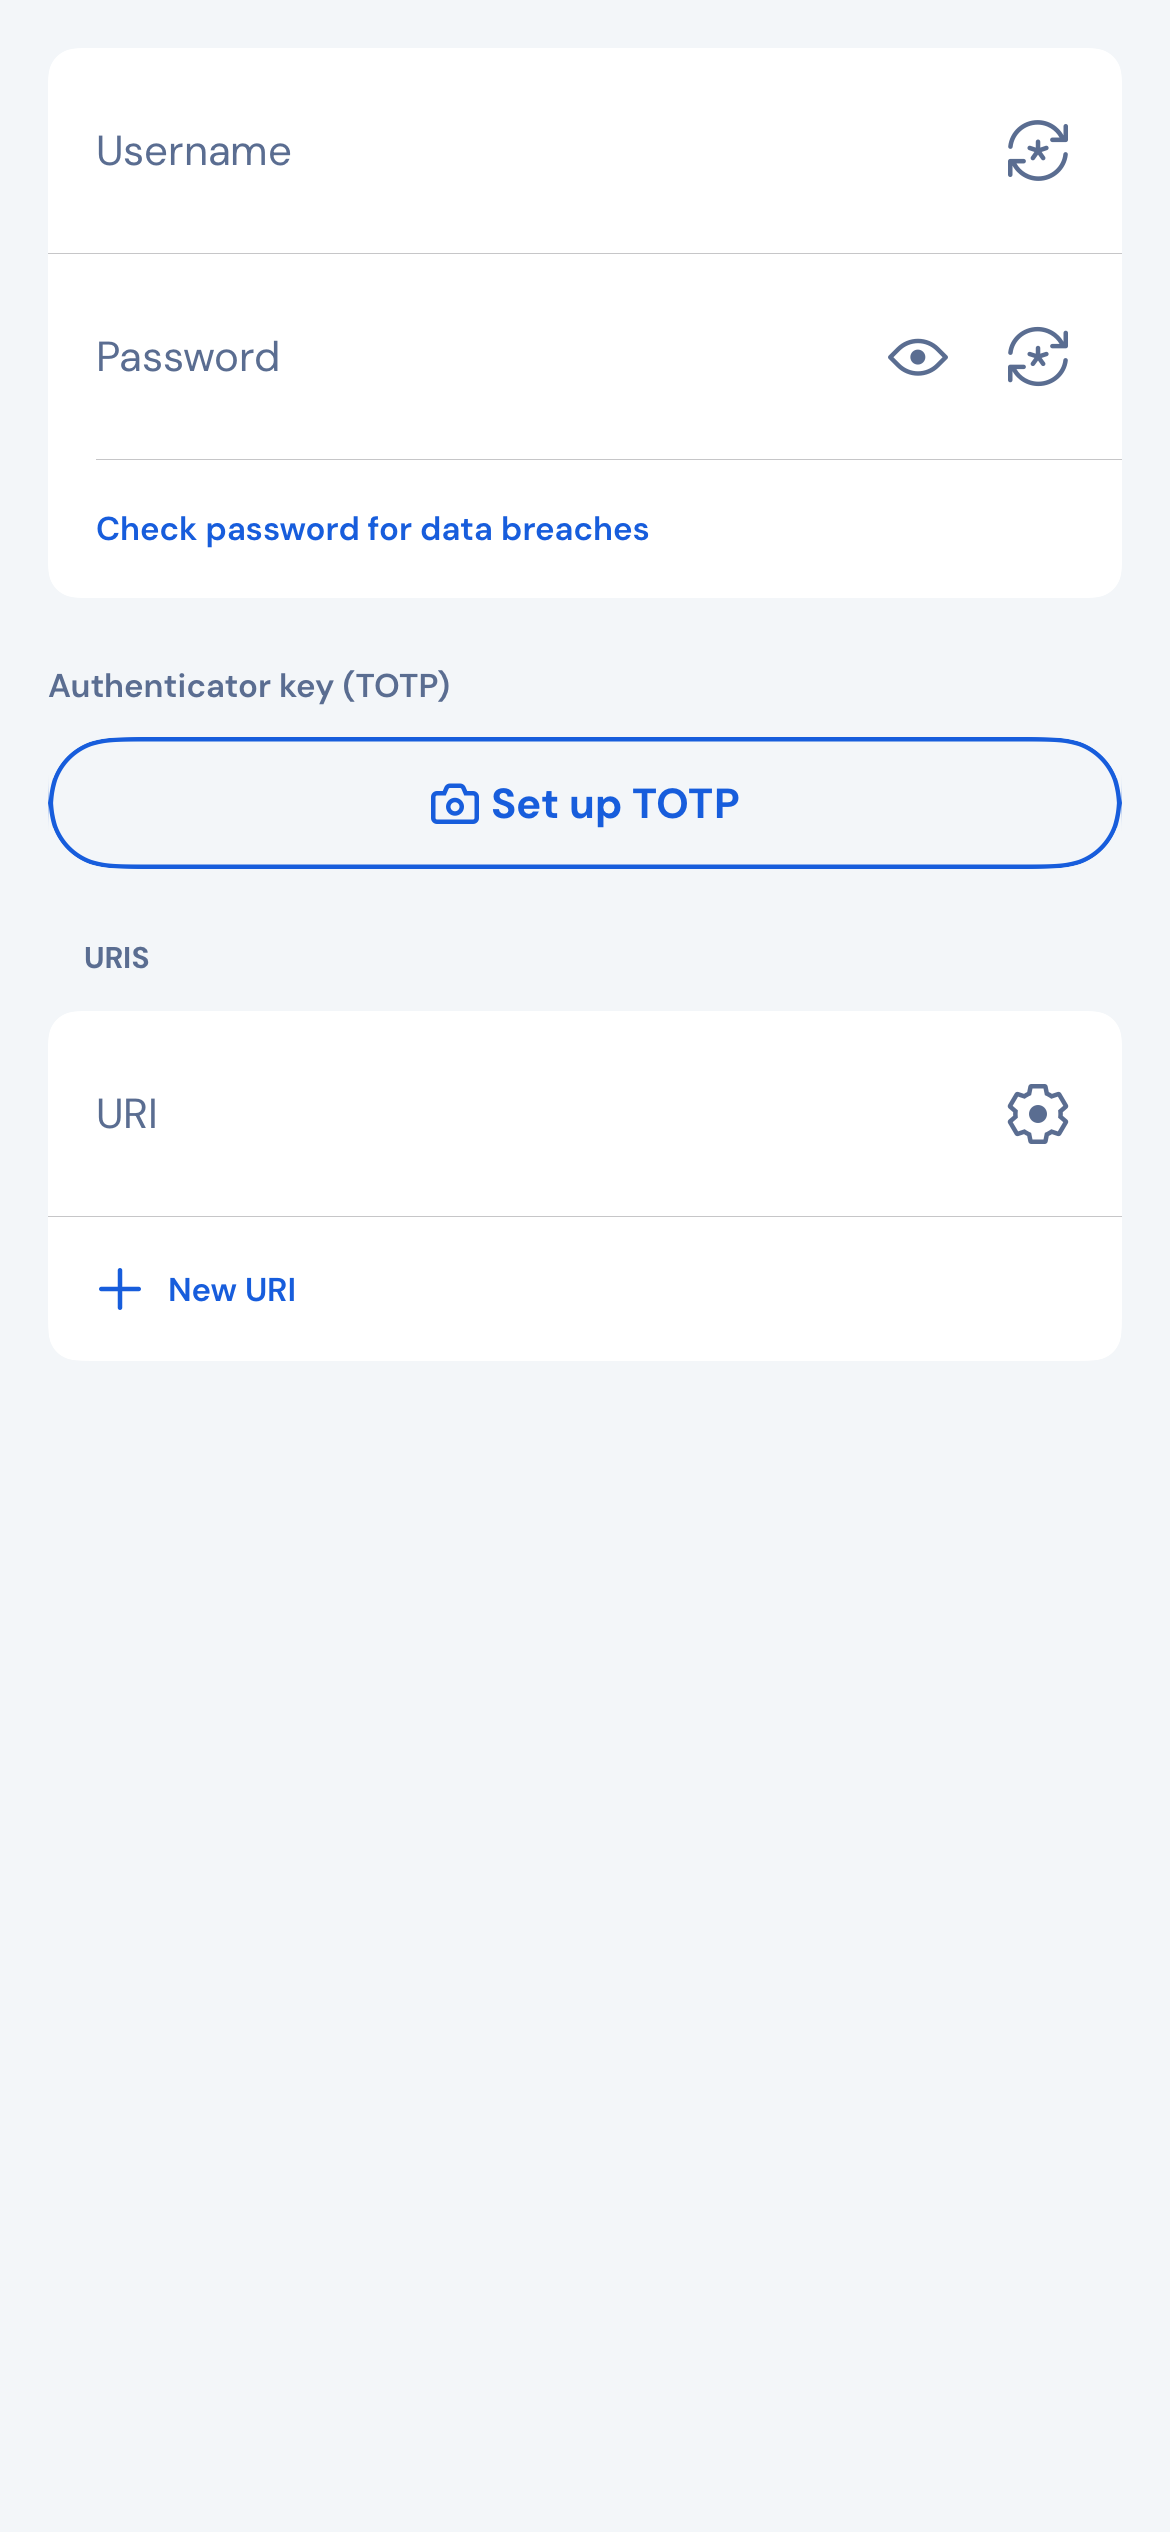 Username
Password
Check password for data breaches
Authenticator key (TOTP)
Set up TOTP
URIS
URI
New URI